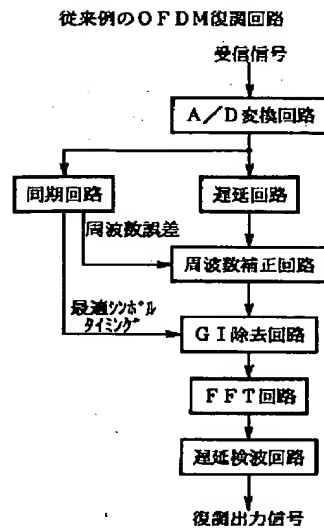 従来例のOFDM復調回路
受信信号
A/D変換回路
同期回路
遅延回路
周波数誤差
周波数補正回路
最適シンボル
タイミング
GI除去回路
FFT回路
遅延検波回路
復調出力信号